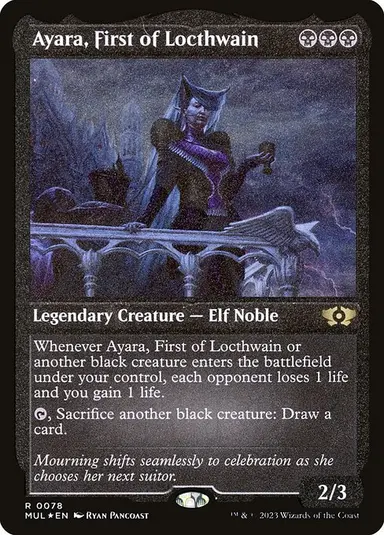 Ayara, First of Locthwain
Legendary Creature — Elf Noble
Whenever Ayara, First of Locthwain or
another black creature enters the battlefield
under your control, each opponent loses 1 life
and you gain 1 life.
, Sacrifice another black creature: Draw a
card.
Mourning shifts seamlessly to celebration as she
chooses her next suitor.
2/3
R 0078
MUL★EN Ryan Pancoast
™ & © 2023 Wizards of the Coast